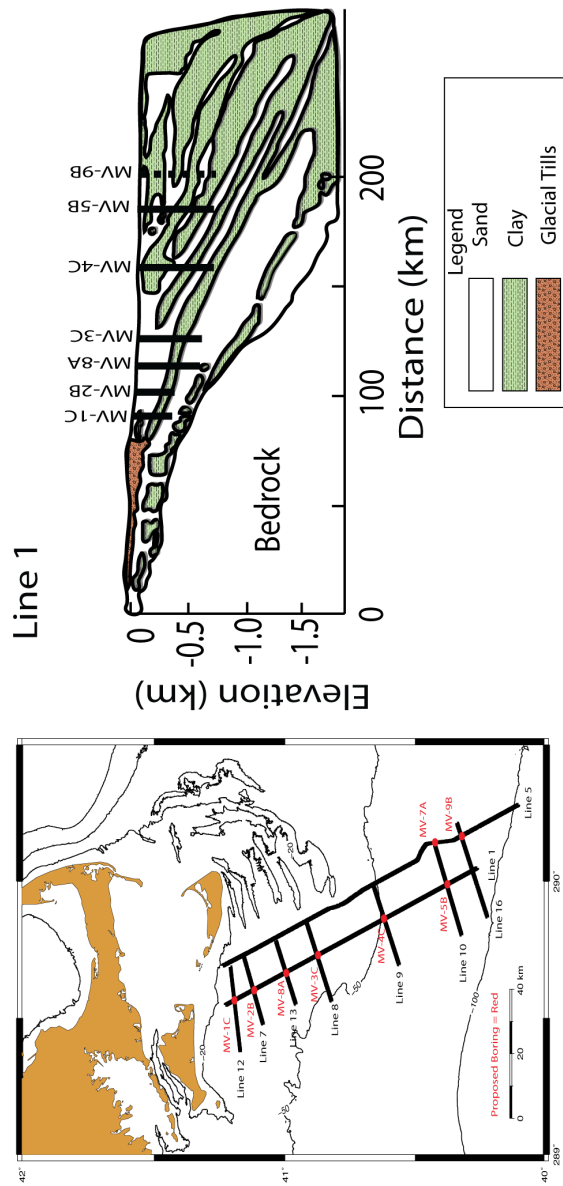 Line 1
MV-1C
MV-2B
MV-8A
MV-3C
MV-4C
MV-5B
MV-9B
Elevation (km)
0
-0.5
-1.0
-1.5
Bedrock
0
100
200
Distance (km)
Legend
Sand
Clay
Glacial Tills
42°
41°
40°
289°
290°
-20
-20
-50
-50
-100
MV-1C
MV-2B
MV-8A
MV-3C
MV-4C
MV-5B
MV-7A
MV-9B
Line 12
Line 7
Line 13
Line 8
Line 9
Line 10
Line 16
Line 1
Line 5
Proposed Boring = Red
0 20 40 km